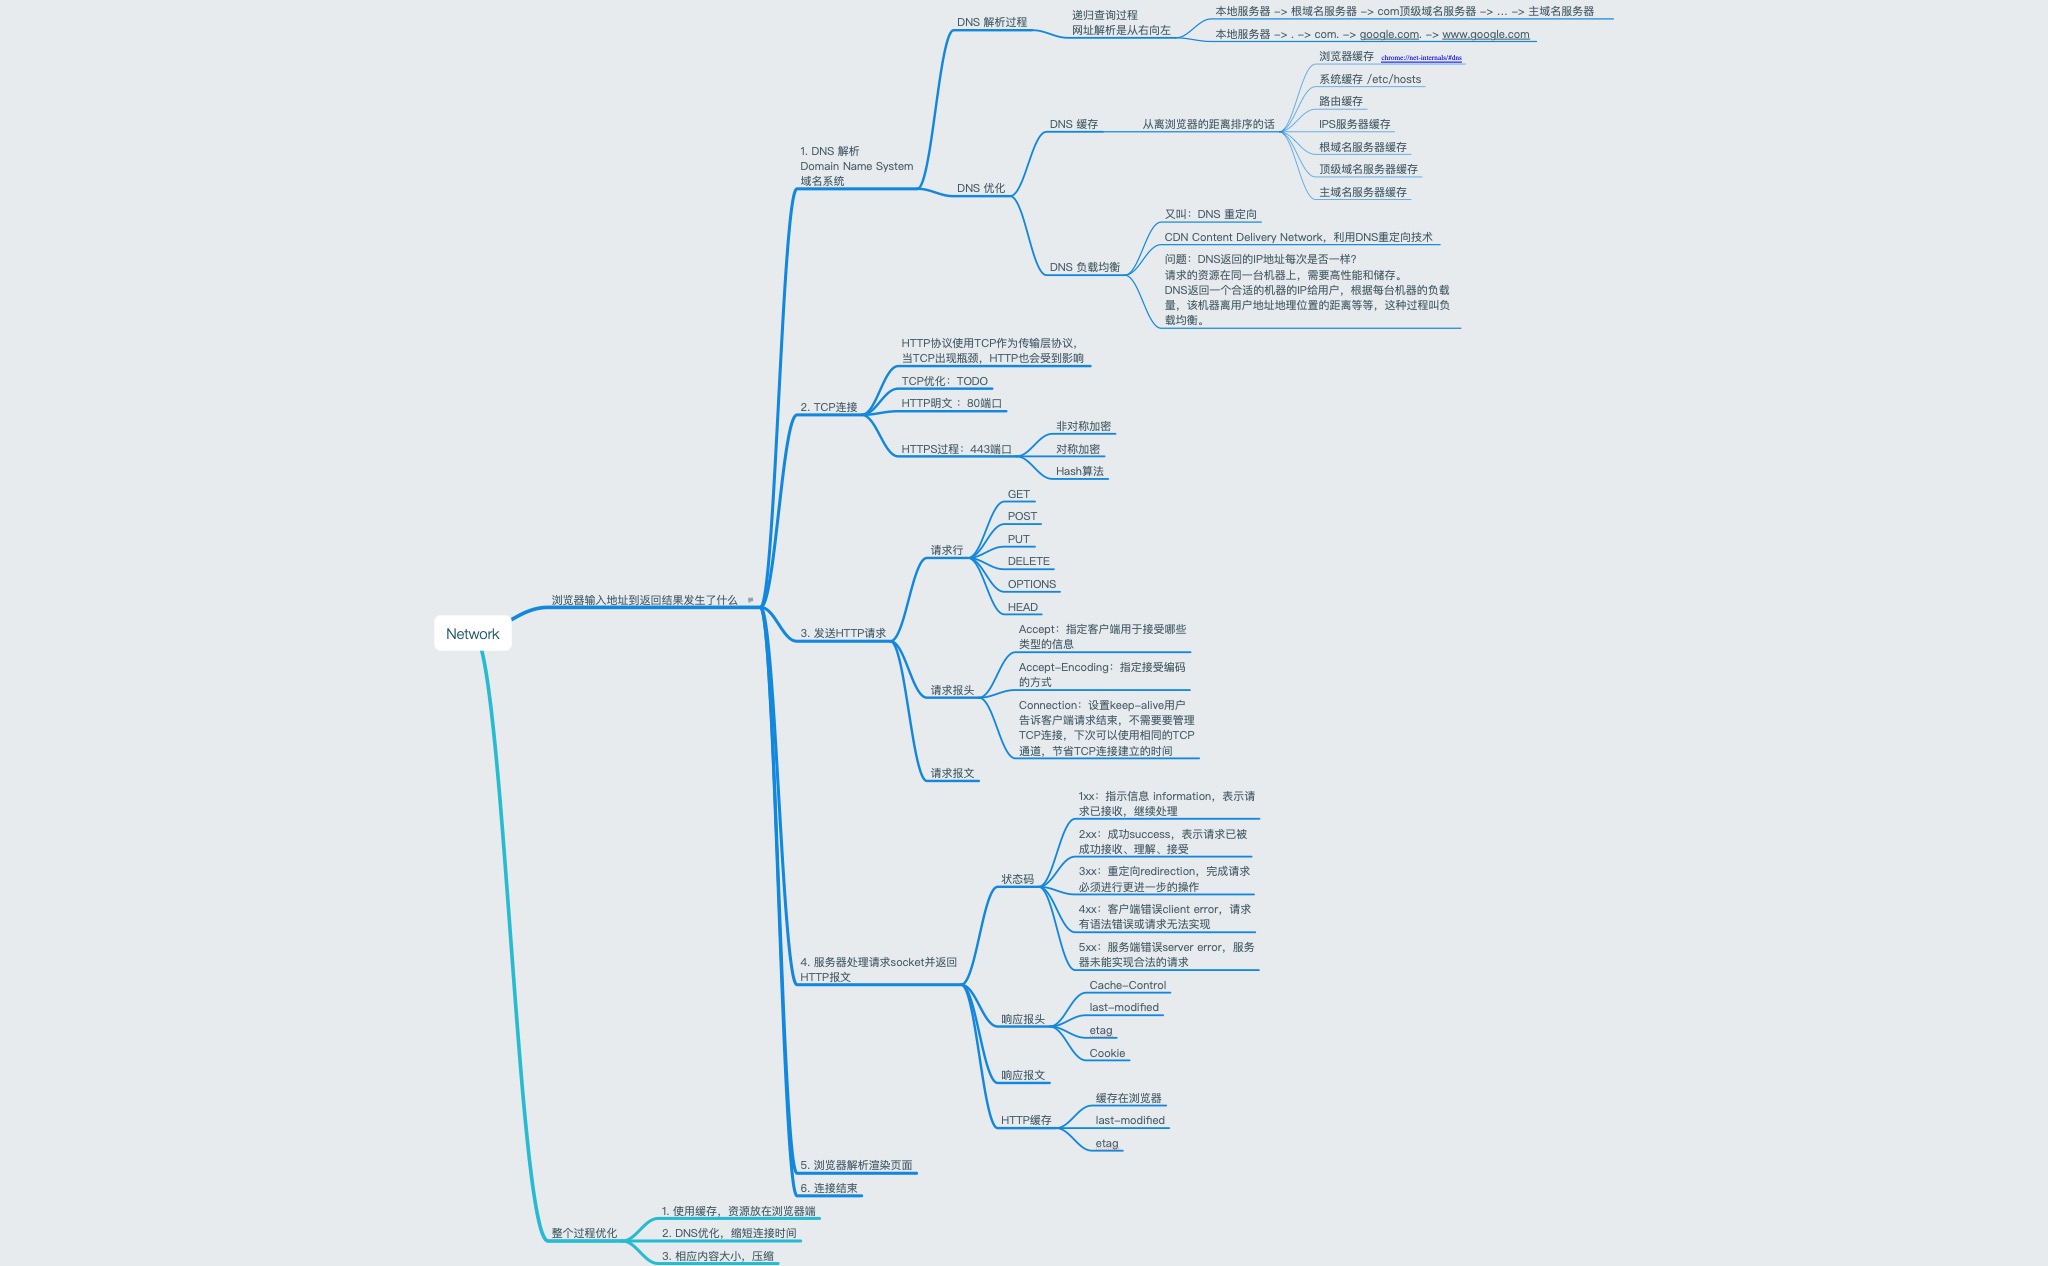 Network
浏览器输入地址到返回结果发生了什么
1. DNS 解析
Domain Name System
域名系统
DNS 解析过程
递归查询过程
网址解析是从右向左
本地服务器 -> 根域名服务器 -> com顶级域名服务器 -> ... -> 主域名服务器
本地服务器 -> . -> com. -> google.com. -> www.google.com
DNS 优化
DNS 缓存
从离浏览器的距离排序的话
浏览器缓存 chrome://net-internals/#dns
系统缓存 /etc/hosts
路由缓存
IPS服务器缓存
根域名服务器缓存
顶级域名服务器缓存
主域名服务器缓存
DNS 负载均衡
又叫：DNS 重定向
CDN Content Delivery Network，利用DNS重定向技术
问题：DNS返回的IP地址每次是否一样？
请求的资源在同一台机器上，需要高性能和储存。
DNS返回一个合适的机器的IP给用户，根据每台机器的负载
量，该机器离用户地址地理位置的距离等等，这种过程叫负
载均衡。
2. TCP连接
HTTP协议使用TCP作为传输层协议，
当TCP出现瓶颈，HTTP也会受到影响
TCP优化：TODO
HTTP明文 ：80端口
HTTPS过程：443端口
非对称加密
对称加密
Hash算法
3. 发送HTTP请求
请求行
GET
POST
PUT
DELETE
OPTIONS
HEAD
请求报头
Accept：指定客户端用于接受哪些
类型的信息
Accept-Encoding：指定接受编码
的方式
Connection：设置keep-alive用户
告诉客户端请求结束，不需要要管理
TCP连接，下次可以使用相同的TCP
通道，节省TCP连接建立的时间
请求报文
4. 服务器处理请求socket并返回
HTTP报文
状态码
1xx：指示信息 information，表示请
求已接收，继续处理
2xx：成功success，表示请求已被
成功接收、理解、接受
3xx：重定向redirection，完成请求
必须进行更进一步的操作
4xx：客户端错误client error，请求
有语法错误或请求无法实现
5xx：服务端错误server error，服务
器未能实现合法的请求
响应报头
Cache-Control
last-modified
etag
Cookie
响应报文
HTTP缓存
缓存在浏览器
last-modified
etag
5. 浏览器解析渲染页面
6. 连接结束
整个过程优化
1. 使用缓存，资源放在浏览器端
2. DNS优化，缩短连接时间
3. 相应内容大小，压缩